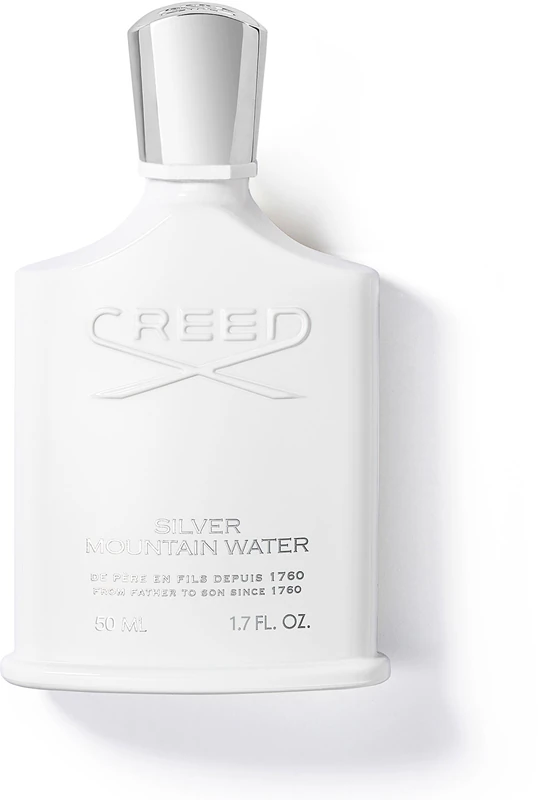 CREED
SILVER
MOUNTAIN WATER
DE PÈRE EN FILS DEPUIS 1760
FROM FATHER TO SON SINCE 1760
50 ML 1.7 FL. OZ.